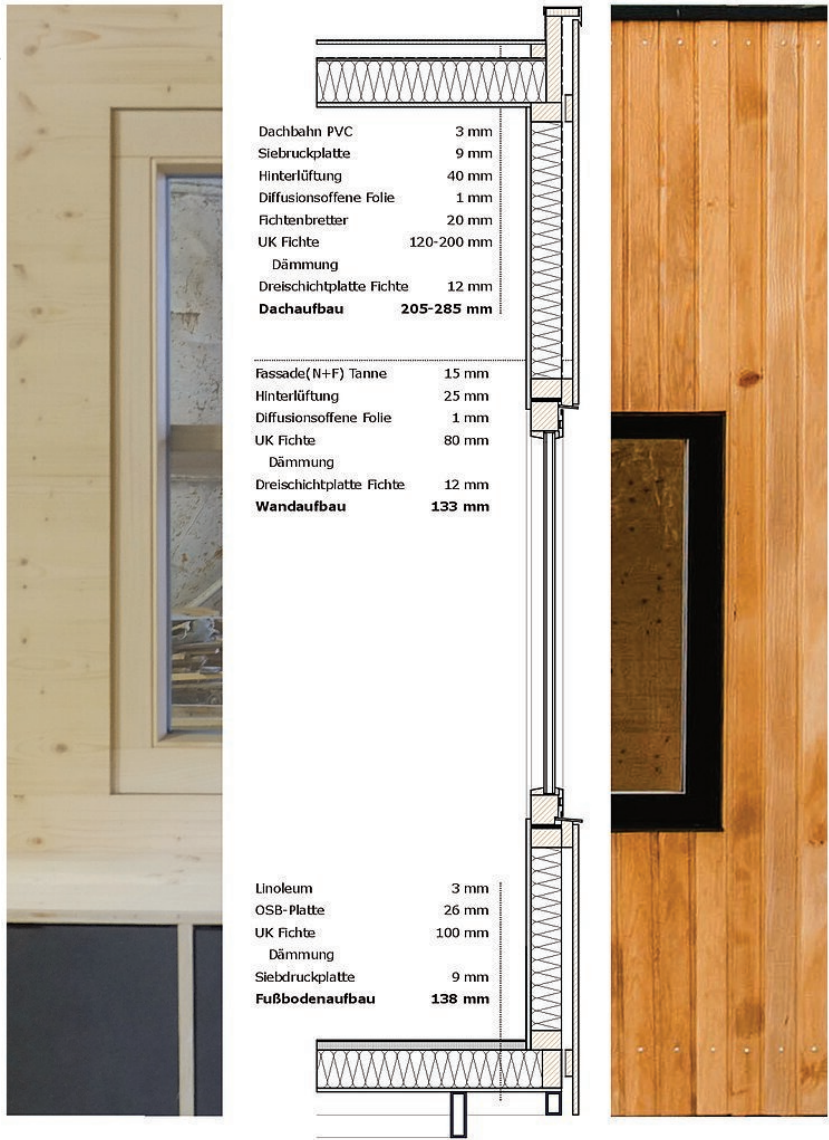 Dachbahn PVC 3 mm
Siebruckplatte 9 mm
Hinterlüftung 40 mm
Diffusionsoffene Folie 1 mm
Fichtenbretter 20 mm
UK Fichte 120-200 mm
Dämmung
Dreischichtplatte Fichte 12 mm
Dachaufbau 205-285 mm
Fassade(N+F) Tanne 15 mm
Hinterlüftung 25 mm
Diffusionsoffene Folie 1 mm
UK Fichte 80 mm
Dämmung
Dreischichtplatte Fichte 12 mm
Wandaufbau 133 mm
Linoleum 3 mm
OSB-Platte 26 mm
UK Fichte 100 mm
Dämmung
Siebdruckplatte 9 mm
Fußbodenaufbau 138 mm